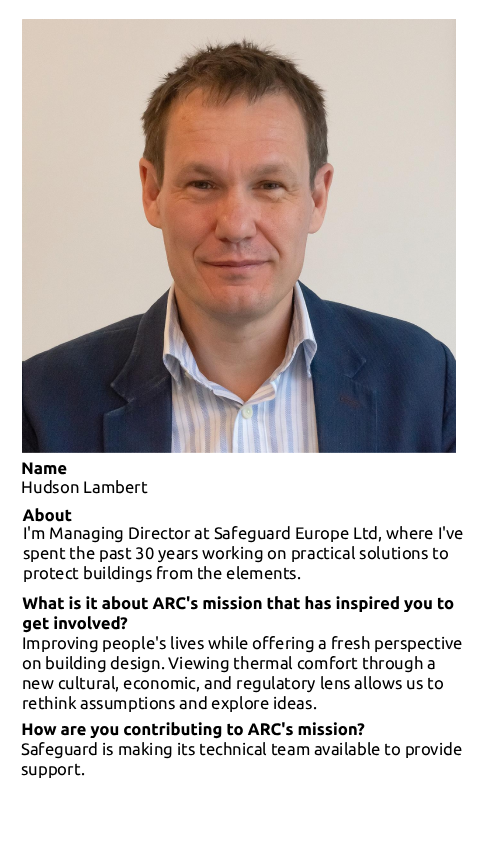 Name
Hudson Lambert
About
I'm Managing Director at Safeguard Europe Ltd, where I've
spent the past 30 years working on practical solutions to
protect buildings from the elements.
What is it about ARC's mission that has inspired you to
get involved?
Improving people's lives while offering a fresh perspective
on building design. Viewing thermal comfort through a
new cultural, economic, and regulatory lens allows us to
rethink assumptions and explore ideas.
How are you contributing to ARC's mission?
Safeguard is making its technical team available to provide
support.